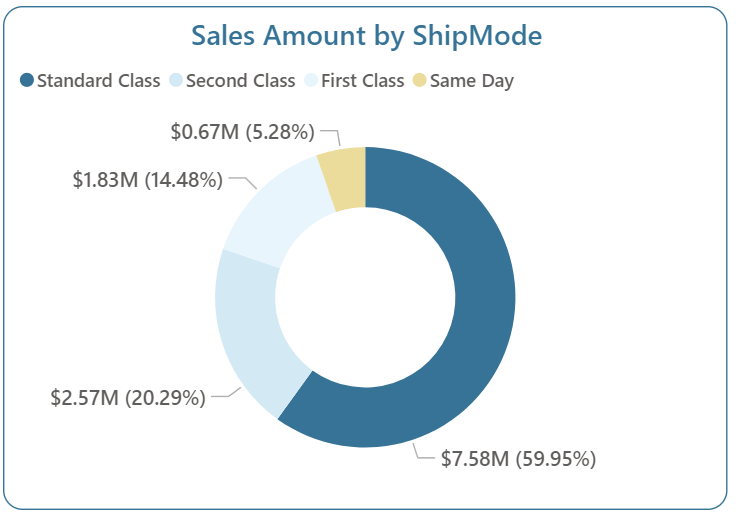 Sales Amount by ShipMode
Standard Class Second Class First Class Same Day
$0.67M (5.28%)
$1.83M (14.48%)
$2.57M (20.29%)
$7.58M (59.95%)